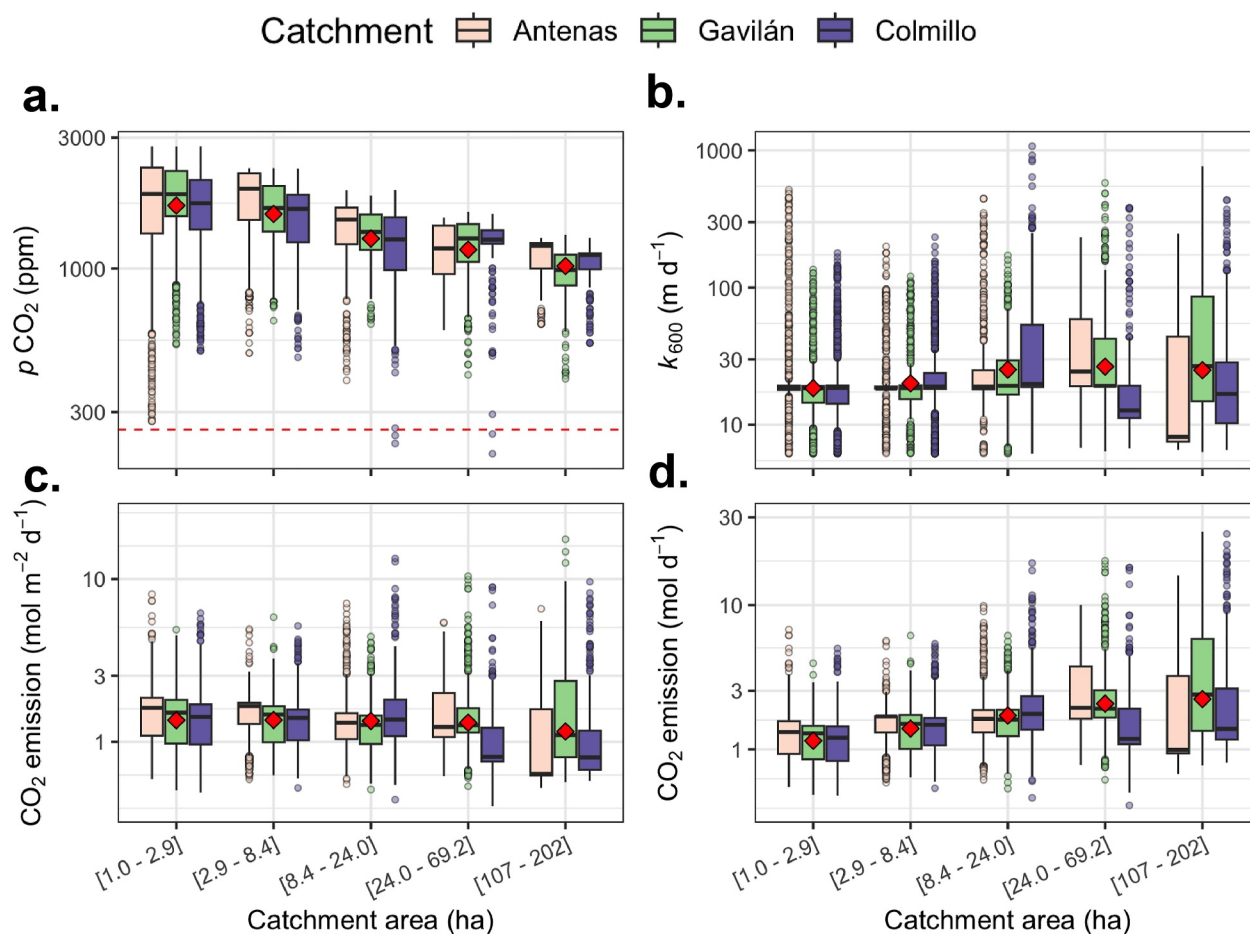 Catchment Antenas Gavilán Colmillo
a.
b.
3000
1000
300
p CO₂ (ppm)
1000
300
100
30
10
k₆₀₀ (m d⁻¹)
c.
d.
10
3
1
CO₂ emission (mol m⁻² d⁻¹)
30
10
3
1
CO₂ emission (mol d⁻¹)
[1.0 - 2.9]
[2.9 - 8.4]
[8.4 - 24.0]
[24.0 - 69.2]
[107 - 202]
Catchment area (ha)
[1.0 - 2.9]
[2.9 - 8.4]
[8.4 - 24.0]
[24.0 - 69.2]
[107 - 202]
Catchment area (ha)